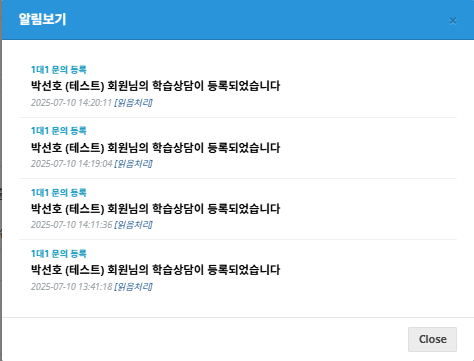 알림보기
×
1대1 문의 등록
박선호 (테스트) 회원님의 학습상담이 등록되었습니다
2025-07-10 14:20:11 [읽음처리]
1대1 문의 등록
박선호 (테스트) 회원님의 학습상담이 등록되었습니다
2025-07-10 14:19:04 [읽음처리]
1대1 문의 등록
박선호 (테스트) 회원님의 학습상담이 등록되었습니다
2025-07-10 14:11:36 [읽음처리]
1대1 문의 등록
박선호 (테스트) 회원님의 학습상담이 등록되었습니다
2025-07-10 13:41:18 [읽음처리]
Close